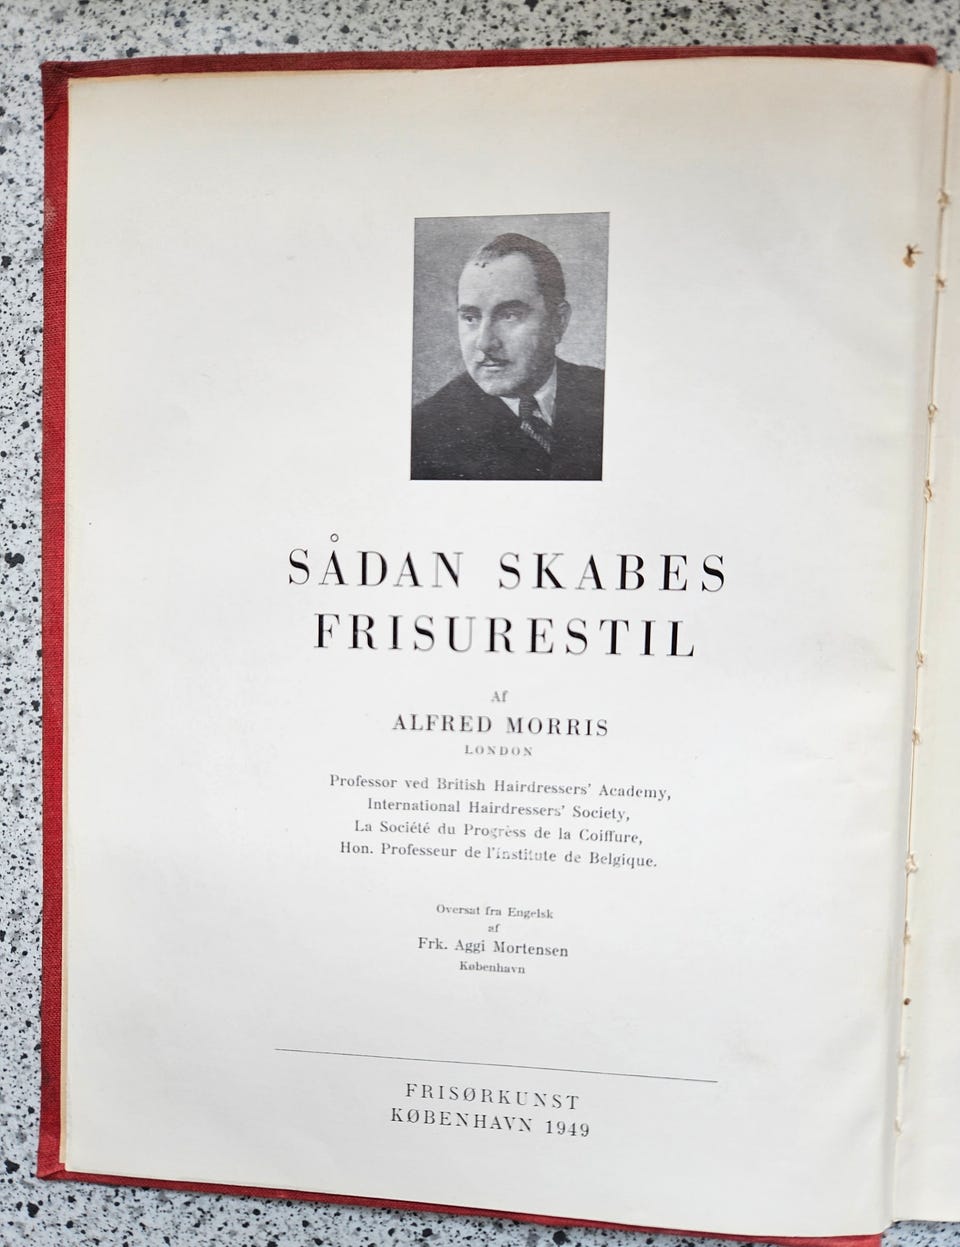 SÅDAN SKABES
FRISURESTIL
Af
ALFRED MORRIS
LONDON
Professor ved British Hairdressers' Academy,
International Hairdressers' Society,
La Société du Progrèss de la Coiffure,
Hon. Professeur de l'institute de Belgique.
Oversat fra Engelsk
af
Frk. Aggi Mortensen
København
FRISØRKUNST
KØBENHAVN 1949